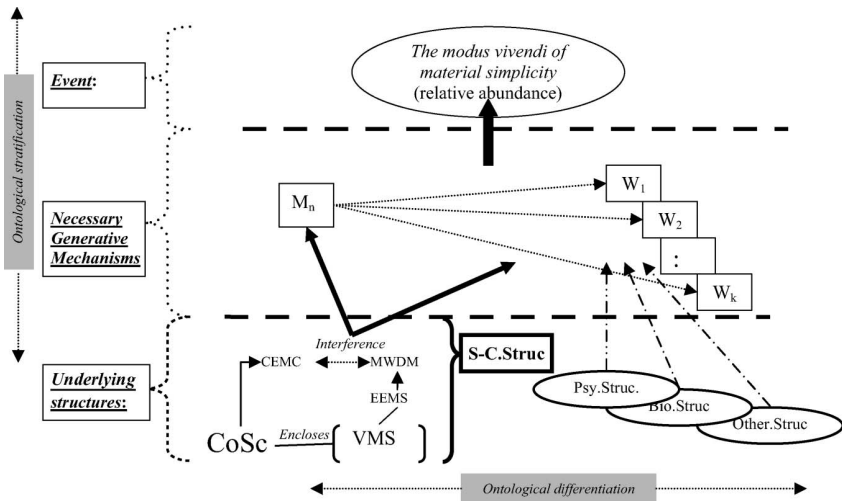 The modus vivendi of
material simplicity
(relative abundance)
Event:
Ontological stratification
Necessary
Generative
Mechanisms
Mn
W1
W2
:
Wk
Interference
CEMC
MWDM
S-C.Struc
EEMS
Underlying
structures:
CoSc
Encloses
VMS
Psy.Struc.
Bio.Struc
Other.Struc
Ontological differentiation